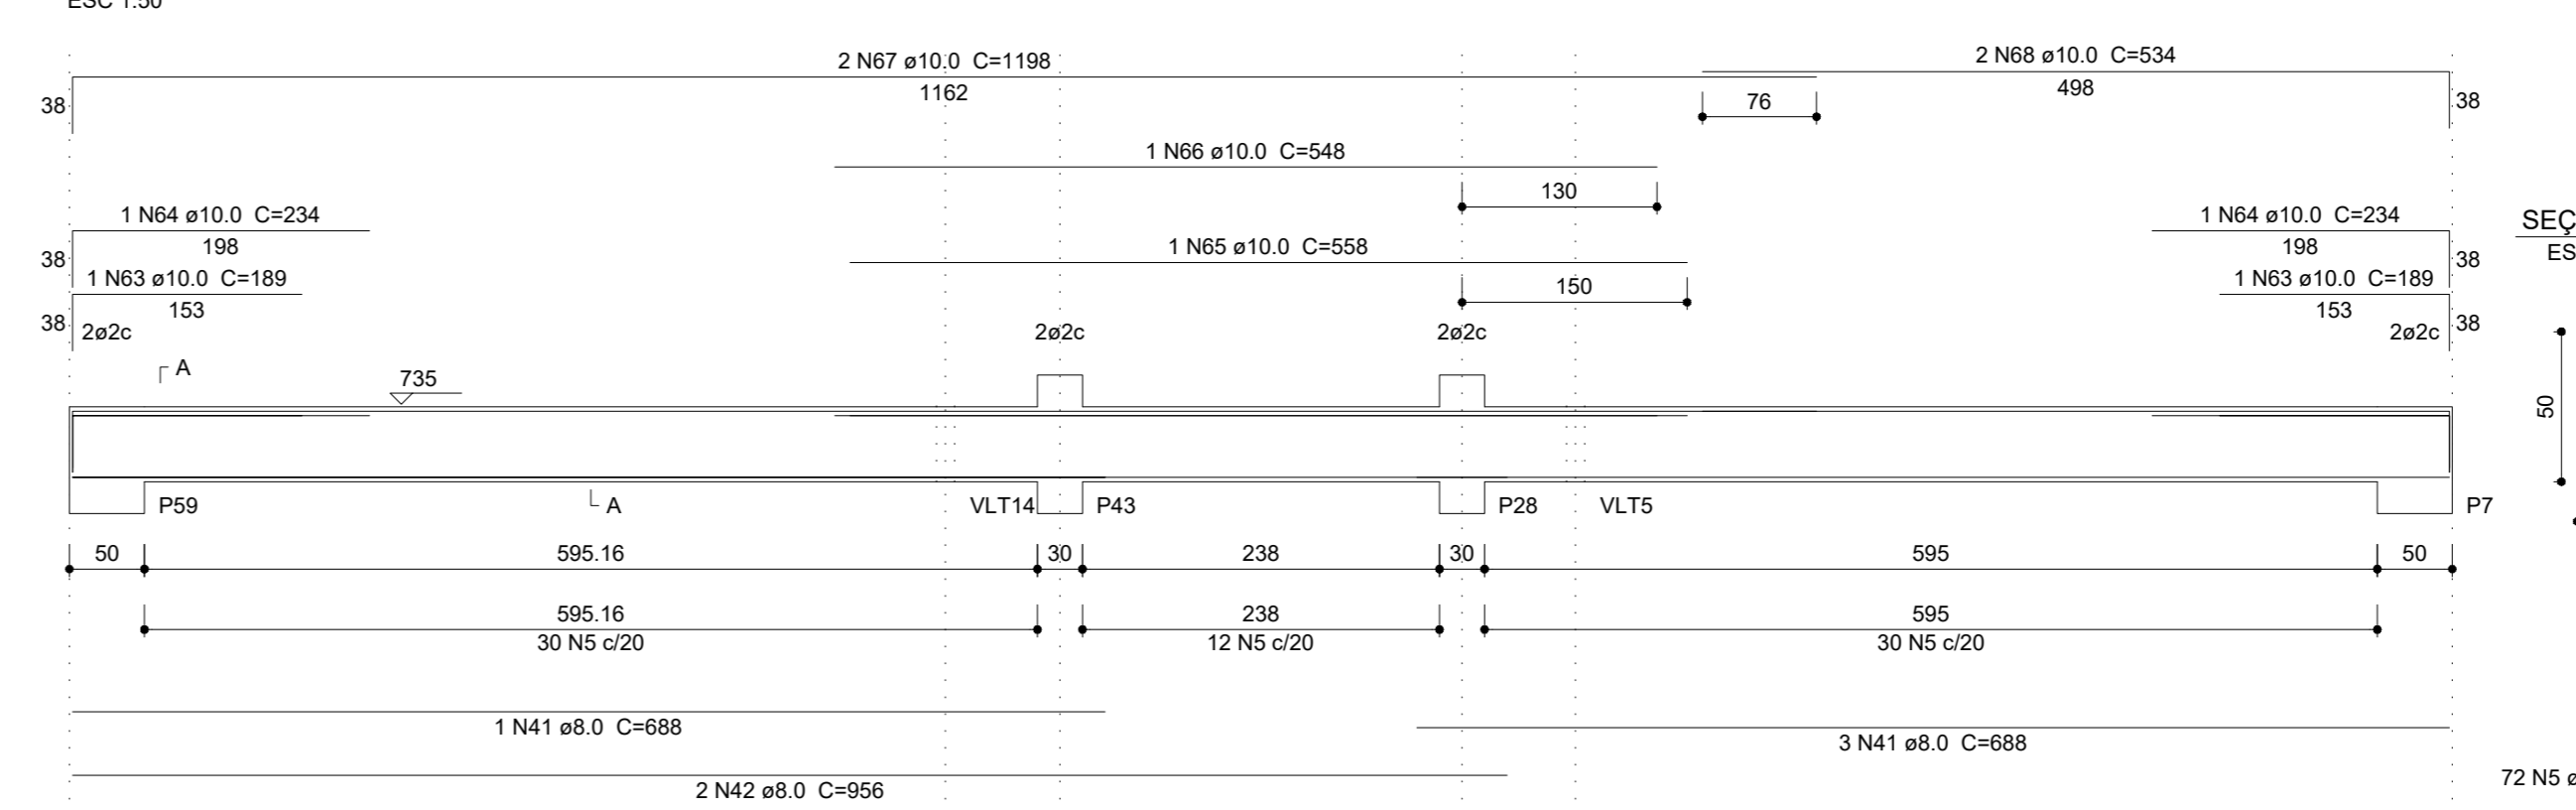 ESC 1:50
2 N67 ø10.0 C=1198
2 N68 ø10.0 C=534
1162
498
38
38
76
1 N66 ø10.0 C=548
130
1 N64 ø10.0 C=234
1 N64 ø10.0 C=234
SEÇ
198
198
1 N65 ø10.0 C=558
ES
38
38
1 N63 ø10.0 C=189
1 N63 ø10.0 C=189
150
153
153
38
38
2ø2c
2ø2c
2ø2c
2ø2c
A
735
50
P59
A
VLT14
P43
P28
VLT5
P7
50
595.16
30
238
30
595
50
595.16
238
595
30 N5 c/20
12 N5 c/20
30 N5 c/20
1 N41 ø8.0 C=688
3 N41 ø8.0 C=688
72 N5 ø
2 N42 ø8.0 C=956